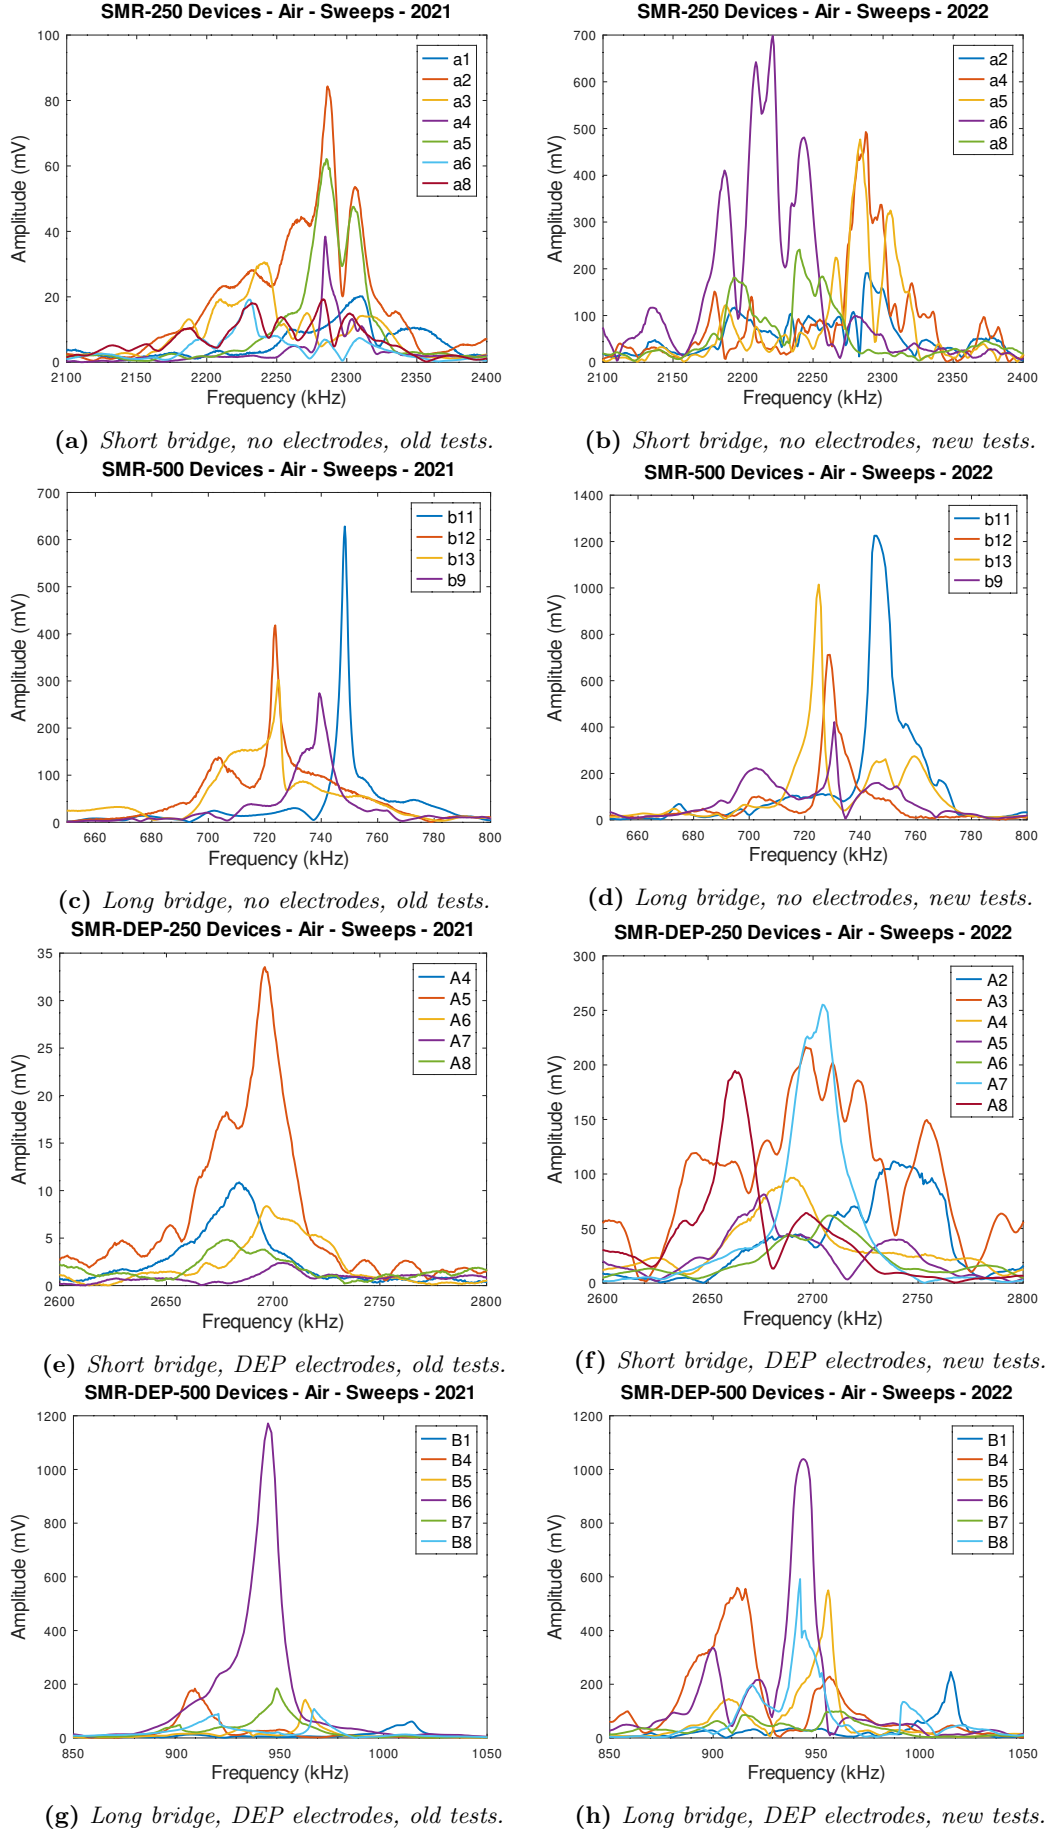 SMR-250 Devices - Air - Sweeps - 2021
100
80
60
40
20
0
Amplitude (mV)
a1
a2
a3
a4
a5
a6
a8
2100 2150 2200 2250 2300 2350 2400
Frequency (kHz)
(a) Short bridge, no electrodes, old tests.
SMR-250 Devices - Air - Sweeps - 2022
700
600
500
400
300
200
100
0
Amplitude (mV)
a2
a4
a5
a6
a8
2100 2150 2200 2250 2300 2350 2400
Frequency (kHz)
(b) Short bridge, no electrodes, new tests.
SMR-500 Devices - Air - Sweeps - 2021
700
600
500
400
300
200
100
0
Amplitude (mV)
b11
b12
b13
b9
660 680 700 720 740 760 780 800
Frequency (kHz)
(c) Long bridge, no electrodes, old tests.
SMR-500 Devices - Air - Sweeps - 2022
1400
1200
1000
800
600
400
200
0
Amplitude (mV)
b11
b12
b13
b9
660 680 700 720 740 760 780 800
Frequency (kHz)
(d) Long bridge, no electrodes, new tests.
SMR-DEP-250 Devices - Air - Sweeps - 2021
35
30
25
20
15
10
5
0
Amplitude (mV)
A4
A5
A6
A7
A8
2600 2650 2700 2750 2800
Frequency (kHz)
(e) Short bridge, DEP electrodes, old tests.
SMR-DEP-250 Devices - Air - Sweeps - 2022
300
250
200
150
100
50
0
Amplitude (mV)
A2
A3
A4
A5
A6
A7
A8
2600 2650 2700 2750 2800
Frequency (kHz)
(f) Short bridge, DEP electrodes, new tests.
SMR-DEP-500 Devices - Air - Sweeps - 2021
1200
1000
800
600
400
200
0
Amplitude (mV)
B1
B4
B5
B6
B7
B8
850 900 950 1000 1050
Frequency (kHz)
(g) Long bridge, DEP electrodes, old tests.
SMR-DEP-500 Devices - Air - Sweeps - 2022
1200
1000
800
600
400
200
0
Amplitude (mV)
B1
B4
B5
B6
B7
B8
850 900 950 1000 1050
Frequency (kHz)
(h) Long bridge, DEP electrodes, new tests.